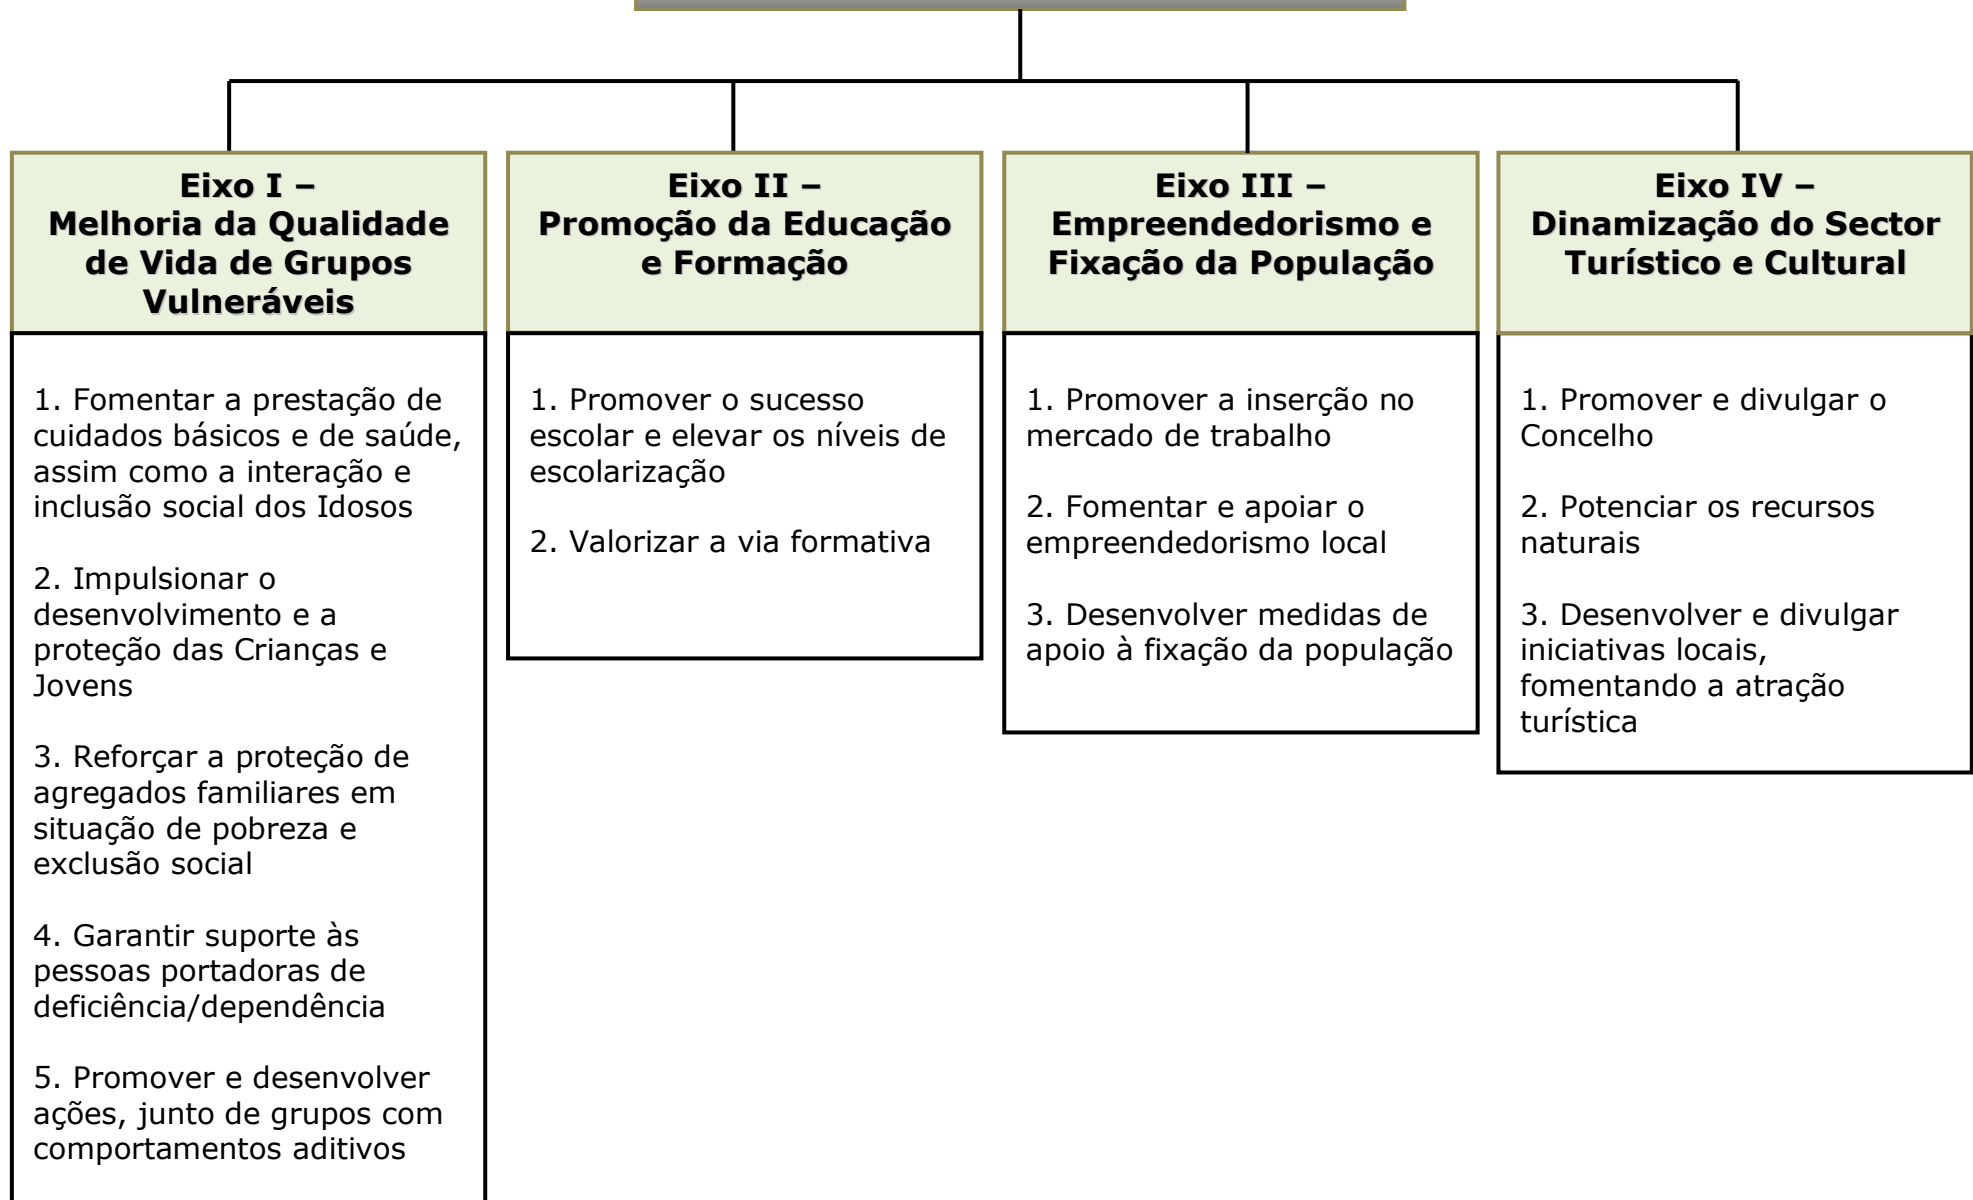 Eixo I –
Melhoria da Qualidade
de Vida de Grupos
Vulneráveis
1. Fomentar a prestação de
cuidados básicos e de saúde,
assim como a interação e
inclusão social dos Idosos
2. Impulsionar o
desenvolvimento e a
proteção das Crianças e
Jovens
3. Reforçar a proteção de
agregados familiares em
situação de pobreza e
exclusão social
4. Garantir suporte às
pessoas portadoras de
deficiência/dependência
5. Promover e desenvolver
ações, junto de grupos com
comportamentos aditivos
Eixo II –
Promoção da Educação
e Formação
1. Promover o sucesso
escolar e elevar os níveis de
escolarização
2. Valorizar a via formativa
Eixo III –
Empreendedorismo e
Fixação da População
1. Promover a inserção no
mercado de trabalho
2. Fomentar e apoiar o
empreendedorismo local
3. Desenvolver medidas de
apoio à fixação da população
Eixo IV –
Dinamização do Sector
Turístico e Cultural
1. Promover e divulgar o
Concelho
2. Potenciar os recursos
naturais
3. Desenvolver e divulgar
iniciativas locais,
fomentando a atração
turística